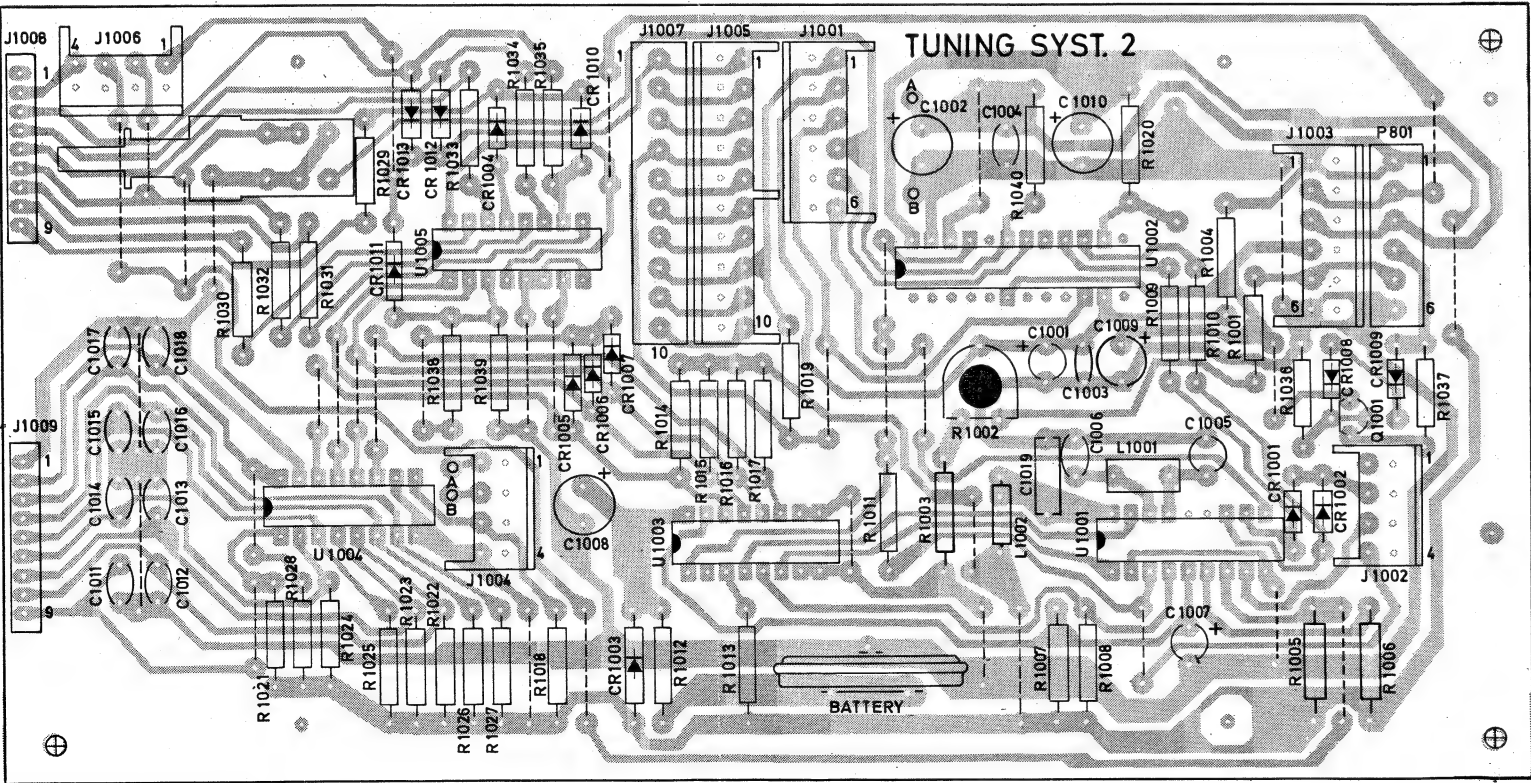 TUNING SYST. 2
J1008
1
9
4
J1006
1
R1029
CR1013
CR1012
R1033
CR1004
R1034
R1035
CR1010
J1007
J1005
1
10
10
J1001
1
6
A
O
C1002
+
O
B
C1004
R1040
C1010
+
R1020
J1003
1
6
P801
1
6
R1030
R1032
R1031
CR1011
U1005
U1002
R1009
R1010
R1004
R1001
C1017
C1018
C1015
C1016
C1014
C1013
C1011
C1012
J1009
1
9
R1038
R1039
CR1005
CR1006
CR1007
R1014
R1015
R1016
R1017
R1019
R1002
+
C1001
C1003
C1009
+
R1036
CR1008
CR1009
R1037
Q1001
C1019
C1006
L1001
C1005
CR1001
CR1002
J1002
1
4
U1004
O
A
O
B
J1004
1
4
C1008
+
U1003
R1011
R1003
L1002
U1001
R1021
R1028
R1024
R1025
R1023
R1022
R1026
R1027
R1018
CR1003
R1012
R1013
BATTERY
R1007
R1008
C1007
+
R1005
R1006